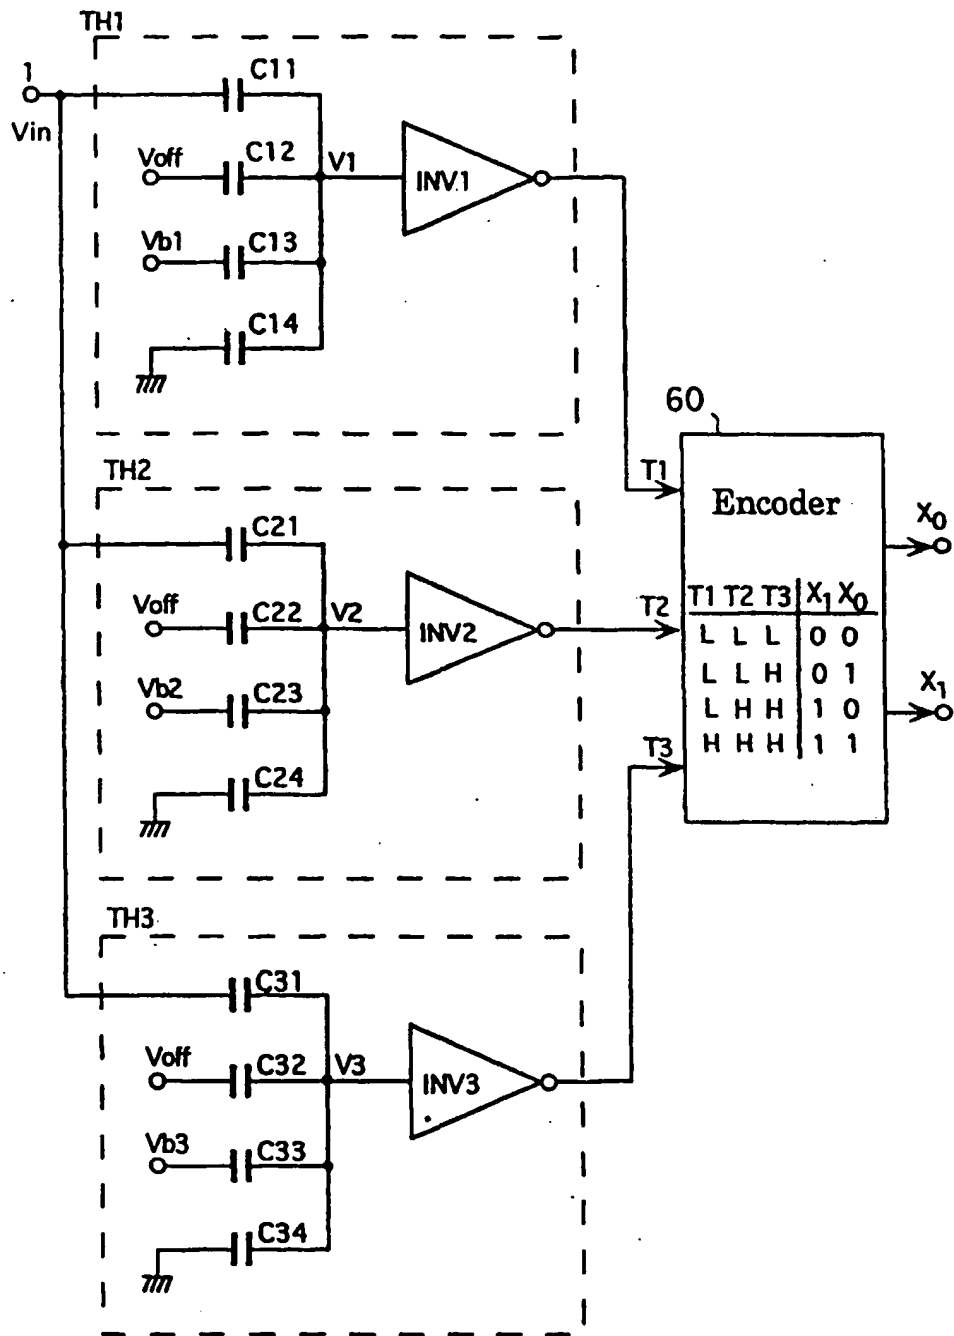 TH1
1
Vin
C11
Voff
C12
V1
INV.1
Vb1
C13
C14
60
TH2
T1
Encoder
X0
C21
Voff
C22
V2
INV2
T2
T1 T2 T3 X1 X0
L L L 0 0
L L H 0 1
L H H 1 0
H H H 1 1
X1
Vb2
C23
T3
C24
TH3
C31
Voff
C32
V3
INV3
Vb3
C33
C34